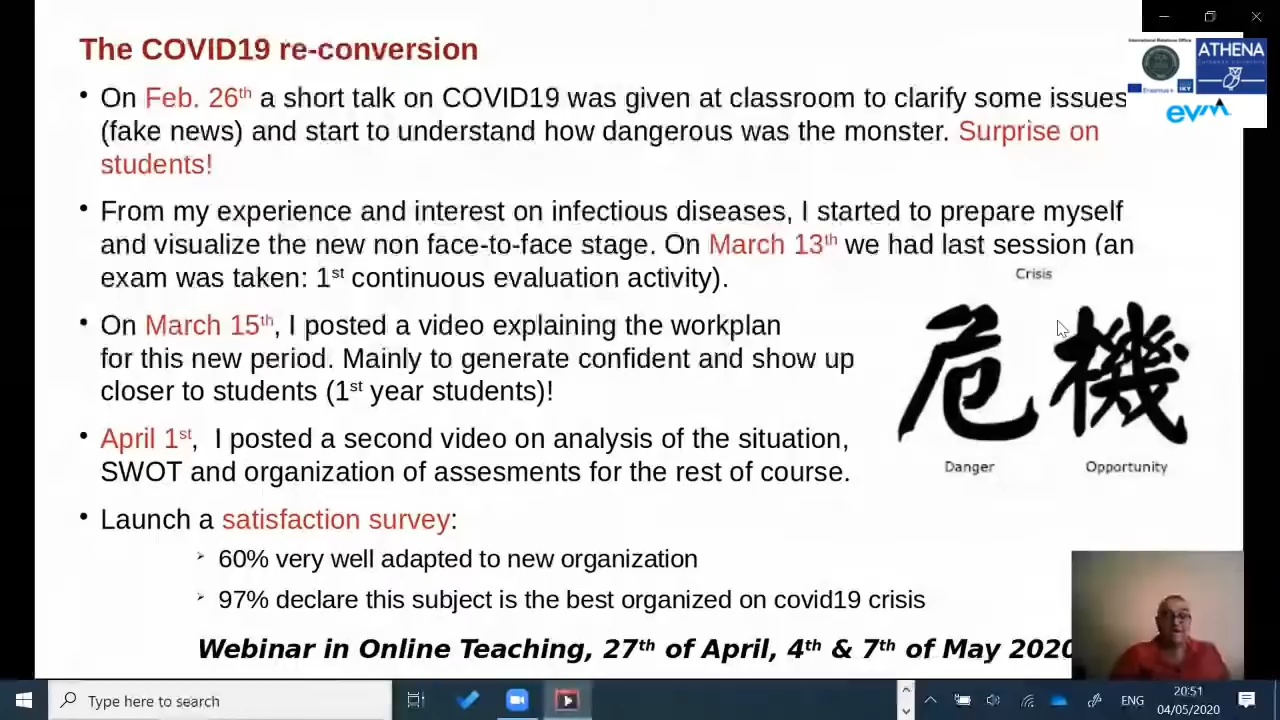 The COVID19 re-conversion
International Relations Office
ATHENA
European University
Erasmus+
IKY
evm
• On Feb. 26th a short talk on COVID19 was given at classroom to clarify some issues
(fake news) and start to understand how dangerous was the monster. Surprise on
students!
• From my experience and interest on infectious diseases, I started to prepare myself
and visualize the new non face-to-face stage. On March 13th we had last session (an
exam was taken: 1st continuous evaluation activity).
• On March 15th, I posted a video explaining the workplan
for this new period. Mainly to generate confident and show up
closer to students (1st year students)!
• April 1st,  I posted a second video on analysis of the situation,
SWOT and organization of assesments for the rest of course.
Crisis
危機
Danger Opportunity
• Launch a satisfaction survey:
➢ 60% very well adapted to new organization
➢ 97% declare this subject is the best organized on covid19 crisis
Webinar in Online Teaching, 27th of April, 4th & 7th of May 2020
Type here to search
ENG
20:51
04/05/2020